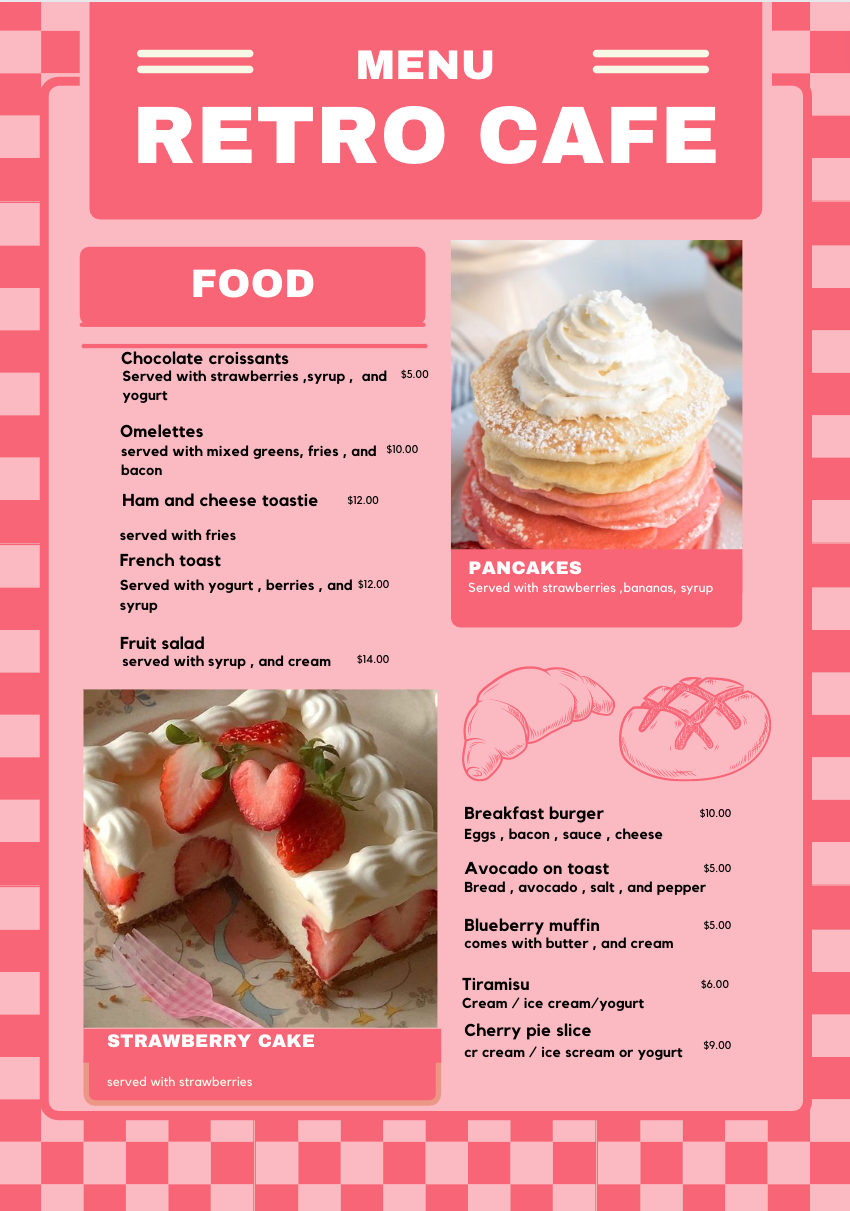 MENU
RETRO CAFE
FOOD
Chocolate croissants
Served with strawberries ,syrup ,  and $5.00
yogurt
Omelettes
served with mixed greens, fries , and $10.00
bacon
Ham and cheese toastie $12.00
served with fries
French toast
Served with yogurt , berries , and $12.00
syrup
Fruit salad
served with syrup , and cream $14.00
STRAWBERRY CAKE
served with strawberries
PANCAKES
Served with strawberries ,bananas, syrup
Breakfast burger $10.00
Eggs , bacon , sauce , cheese
Avocado on toast $5.00
Bread , avocado , salt , and pepper
Blueberry muffin $5.00
comes with butter , and cream
Tiramisu $6.00
Cream / ice cream/yogurt
Cherry pie slice
cr cream / ice scream or yogurt $9.00